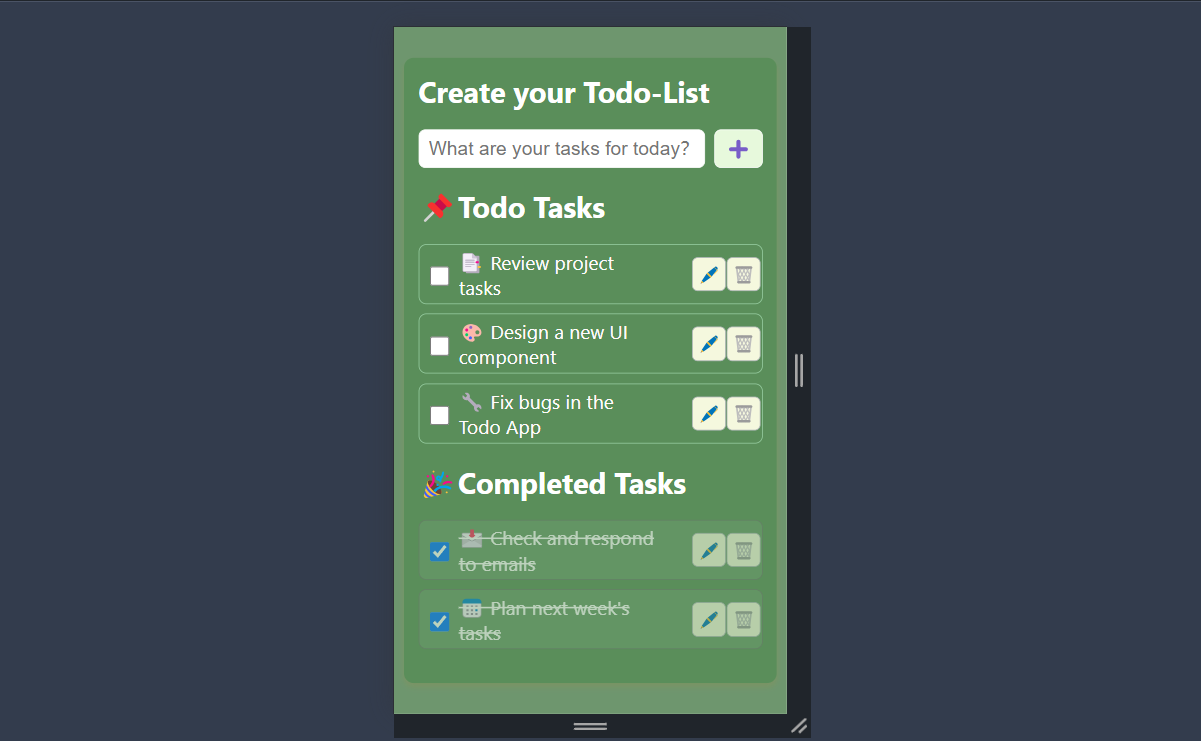 Create your Todo-List
What are your tasks for today?
📌 Todo Tasks
📑 Review project
tasks
🎨 Design a new UI
component
🔧 Fix bugs in the
Todo App
🎉 Completed Tasks
📩 Check and respond
to emails
📅 Plan next week's
tasks